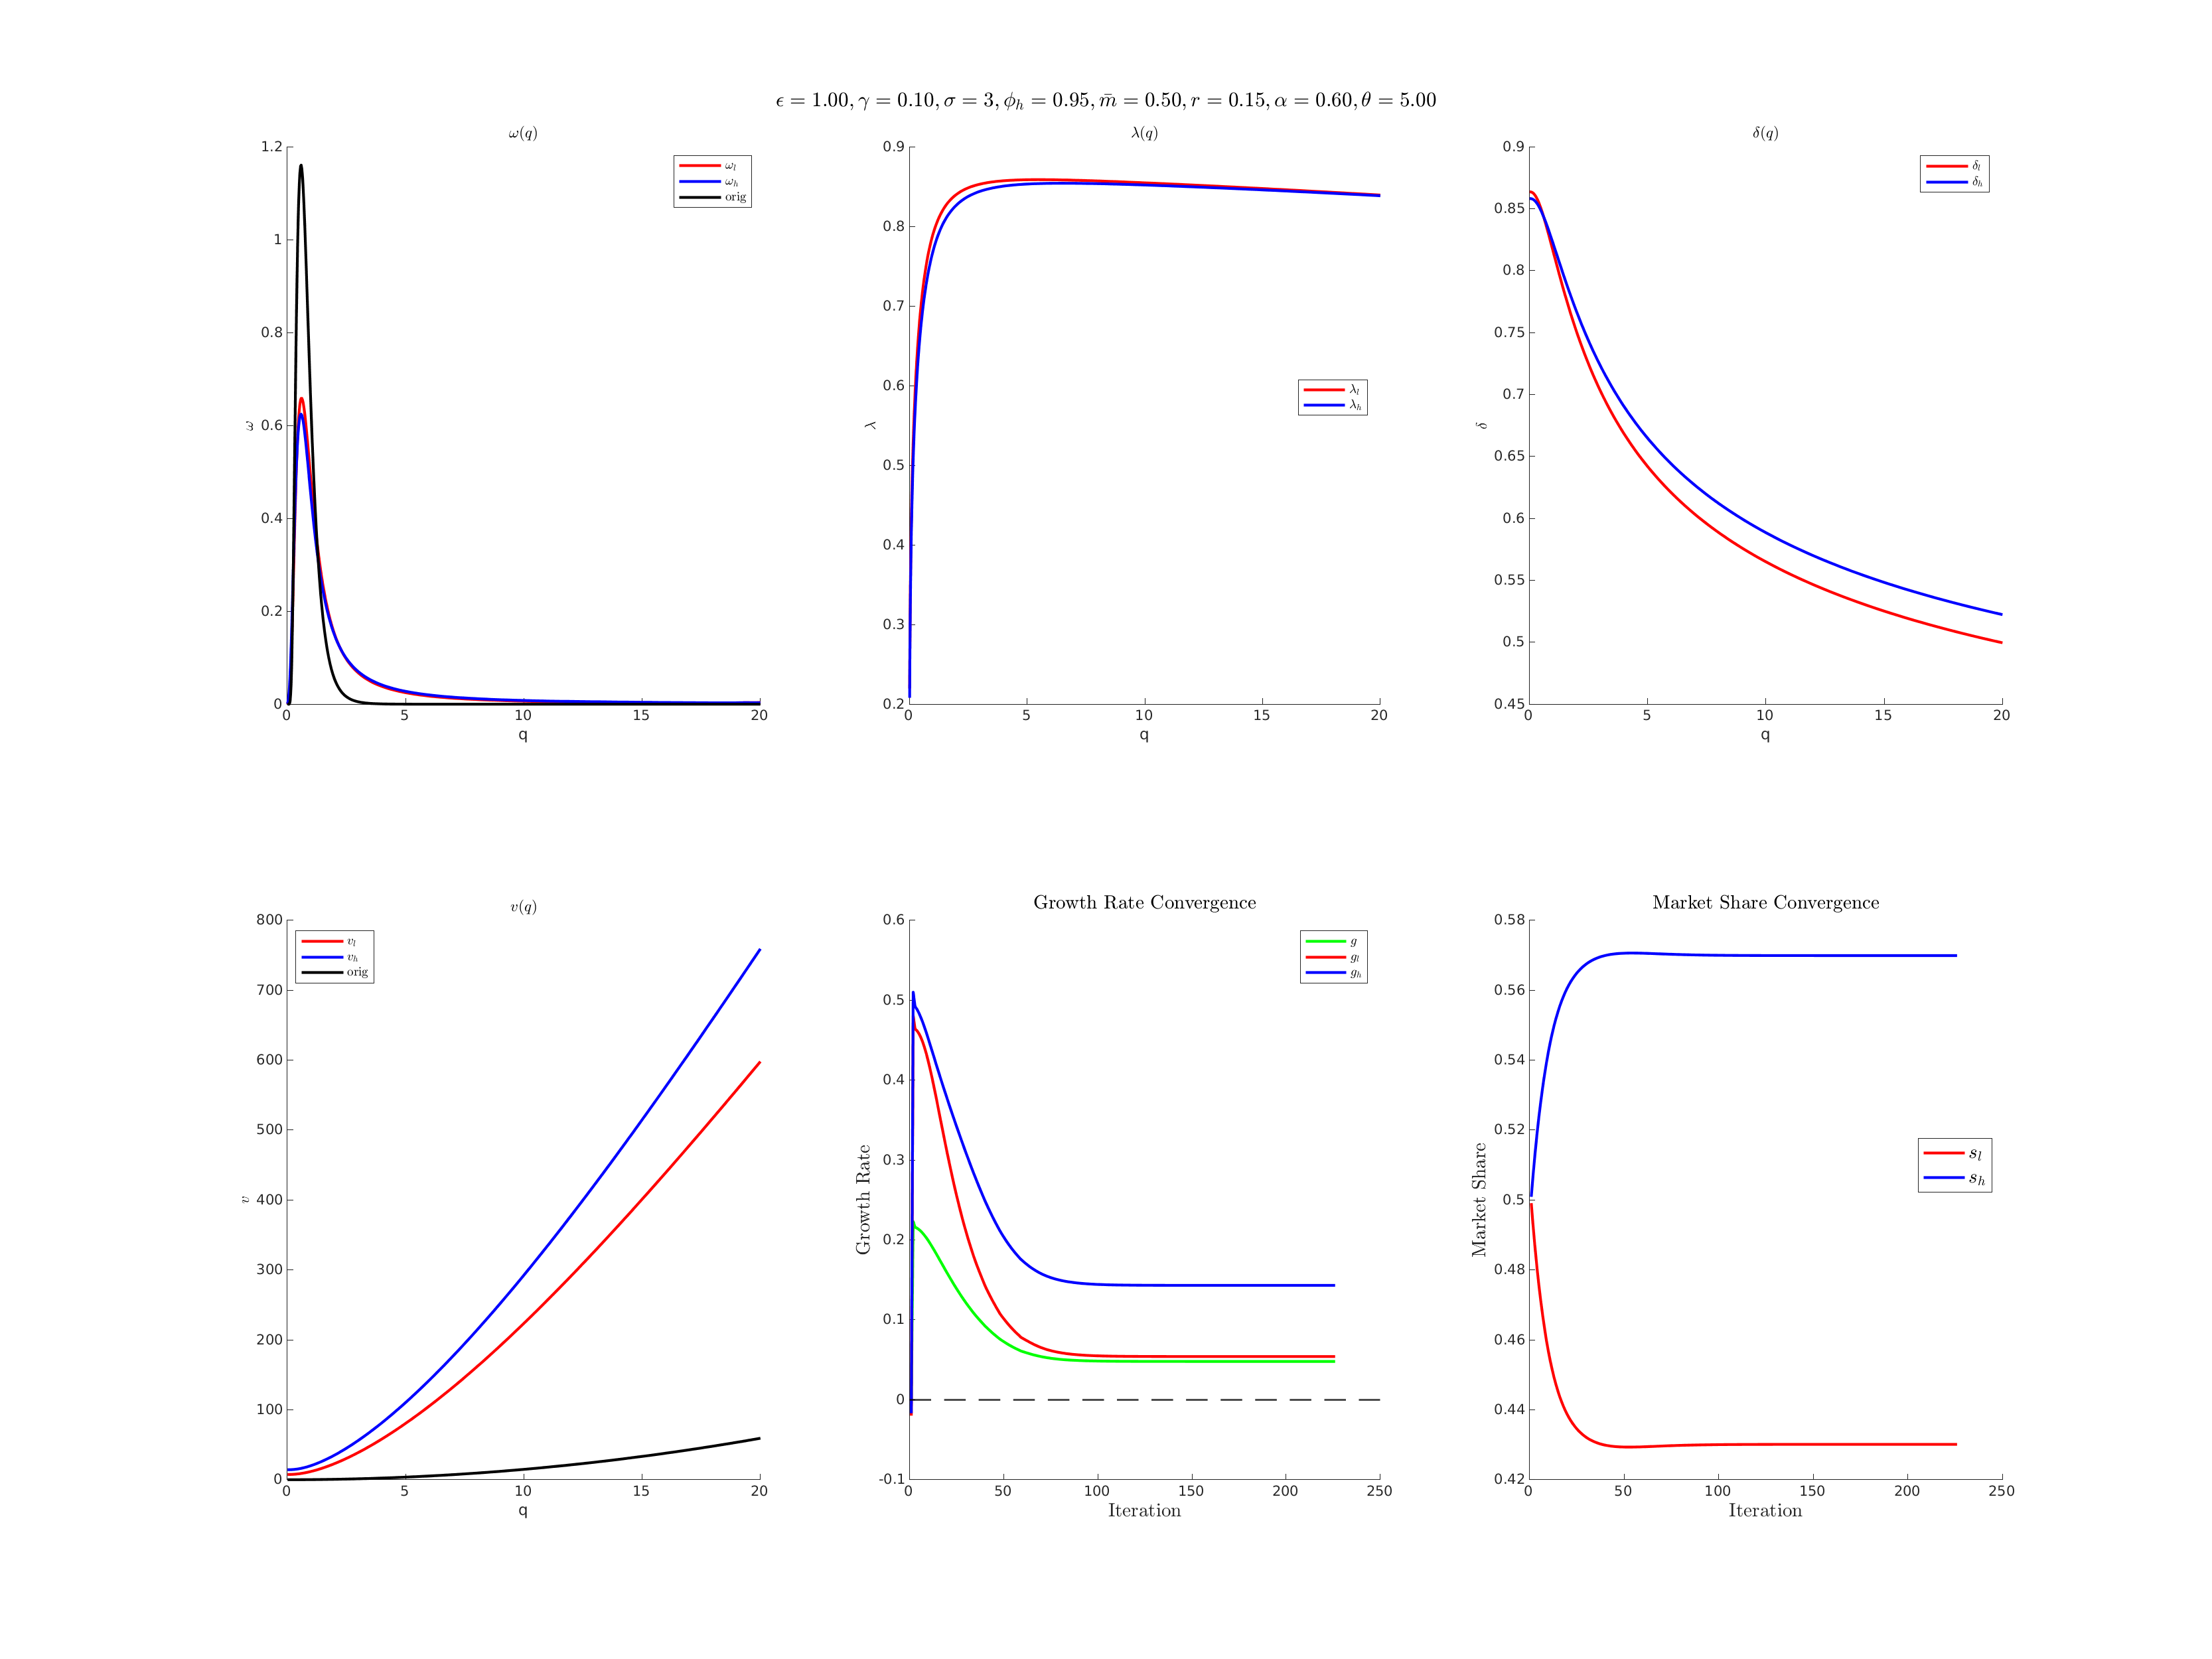 ϵ = 1.00, γ = 0.10, σ = 3, ϕ_h = 0.95, m̄ = 0.50, r = 0.15, α = 0.60, θ = 5.00
ω(q)
ω_l
ω_h
orig
1.2
1
0.8
0.6
0.4
0.2
0
ω
0 5 10 15 20
q
λ(q)
λ_l
λ_h
0.9
0.8
0.7
0.6
0.5
0.4
0.3
0.2
λ
0 5 10 15 20
q
δ(q)
δ_l
δ_h
0.9
0.85
0.8
0.75
0.7
0.65
0.6
0.55
0.5
0.45
δ
0 5 10 15 20
q
v(q)
v_l
v_h
orig
800
700
600
500
400
300
200
100
0
v
0 5 10 15 20
q
Growth Rate Convergence
g
g_l
g_h
0.6
0.5
0.4
0.3
0.2
0.1
0
-0.1
Growth Rate
0 50 100 150 200 250
Iteration
Market Share Convergence
s_l
s_h
0.58
0.56
0.54
0.52
0.5
0.48
0.46
0.44
0.42
Market Share
0 50 100 150 200 250
Iteration